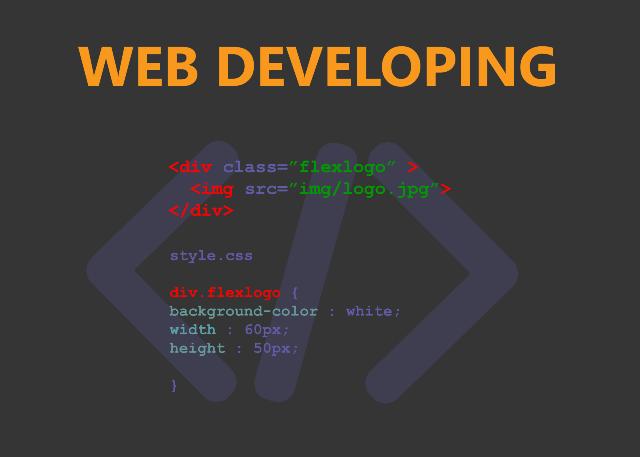 WEB DEVELOPING
<div class="flexlogo" >
<img src="img/logo.jpg">
</div>
style.css
div.flexlogo {
background-color : white;
width : 60px;
height : 50px;
}